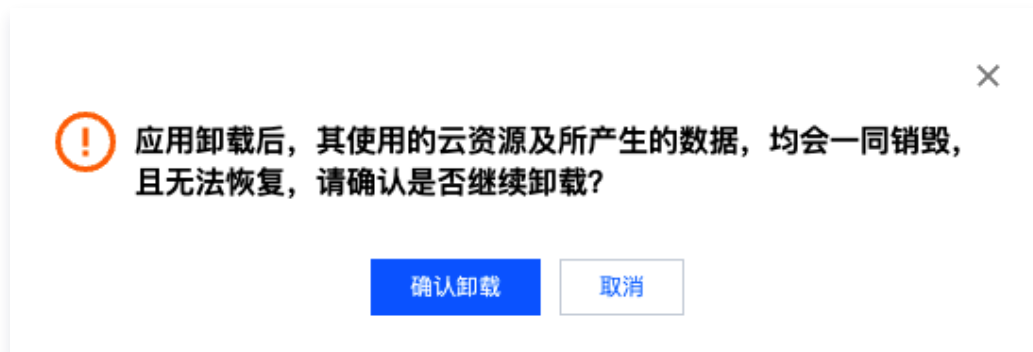 应用卸载后，其使用的云资源及所产生的数据，均会一同销毁，
且无法恢复，请确认是否继续卸载？
确认卸载
取消